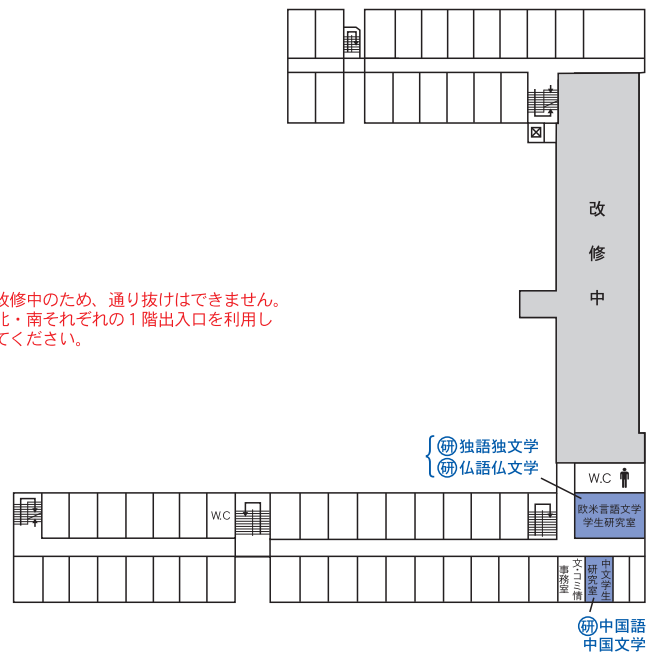 改
修
中
改修中のため、通り抜けはできません。
北・南それぞれの1階出入口を利用し
てください。
研 独語独文学
研 仏語仏文学
W.C
欧米言語文学
学生研究室
W.C
文・コミ情
事務室
中文学生
研究室
研 中国語
中国文学